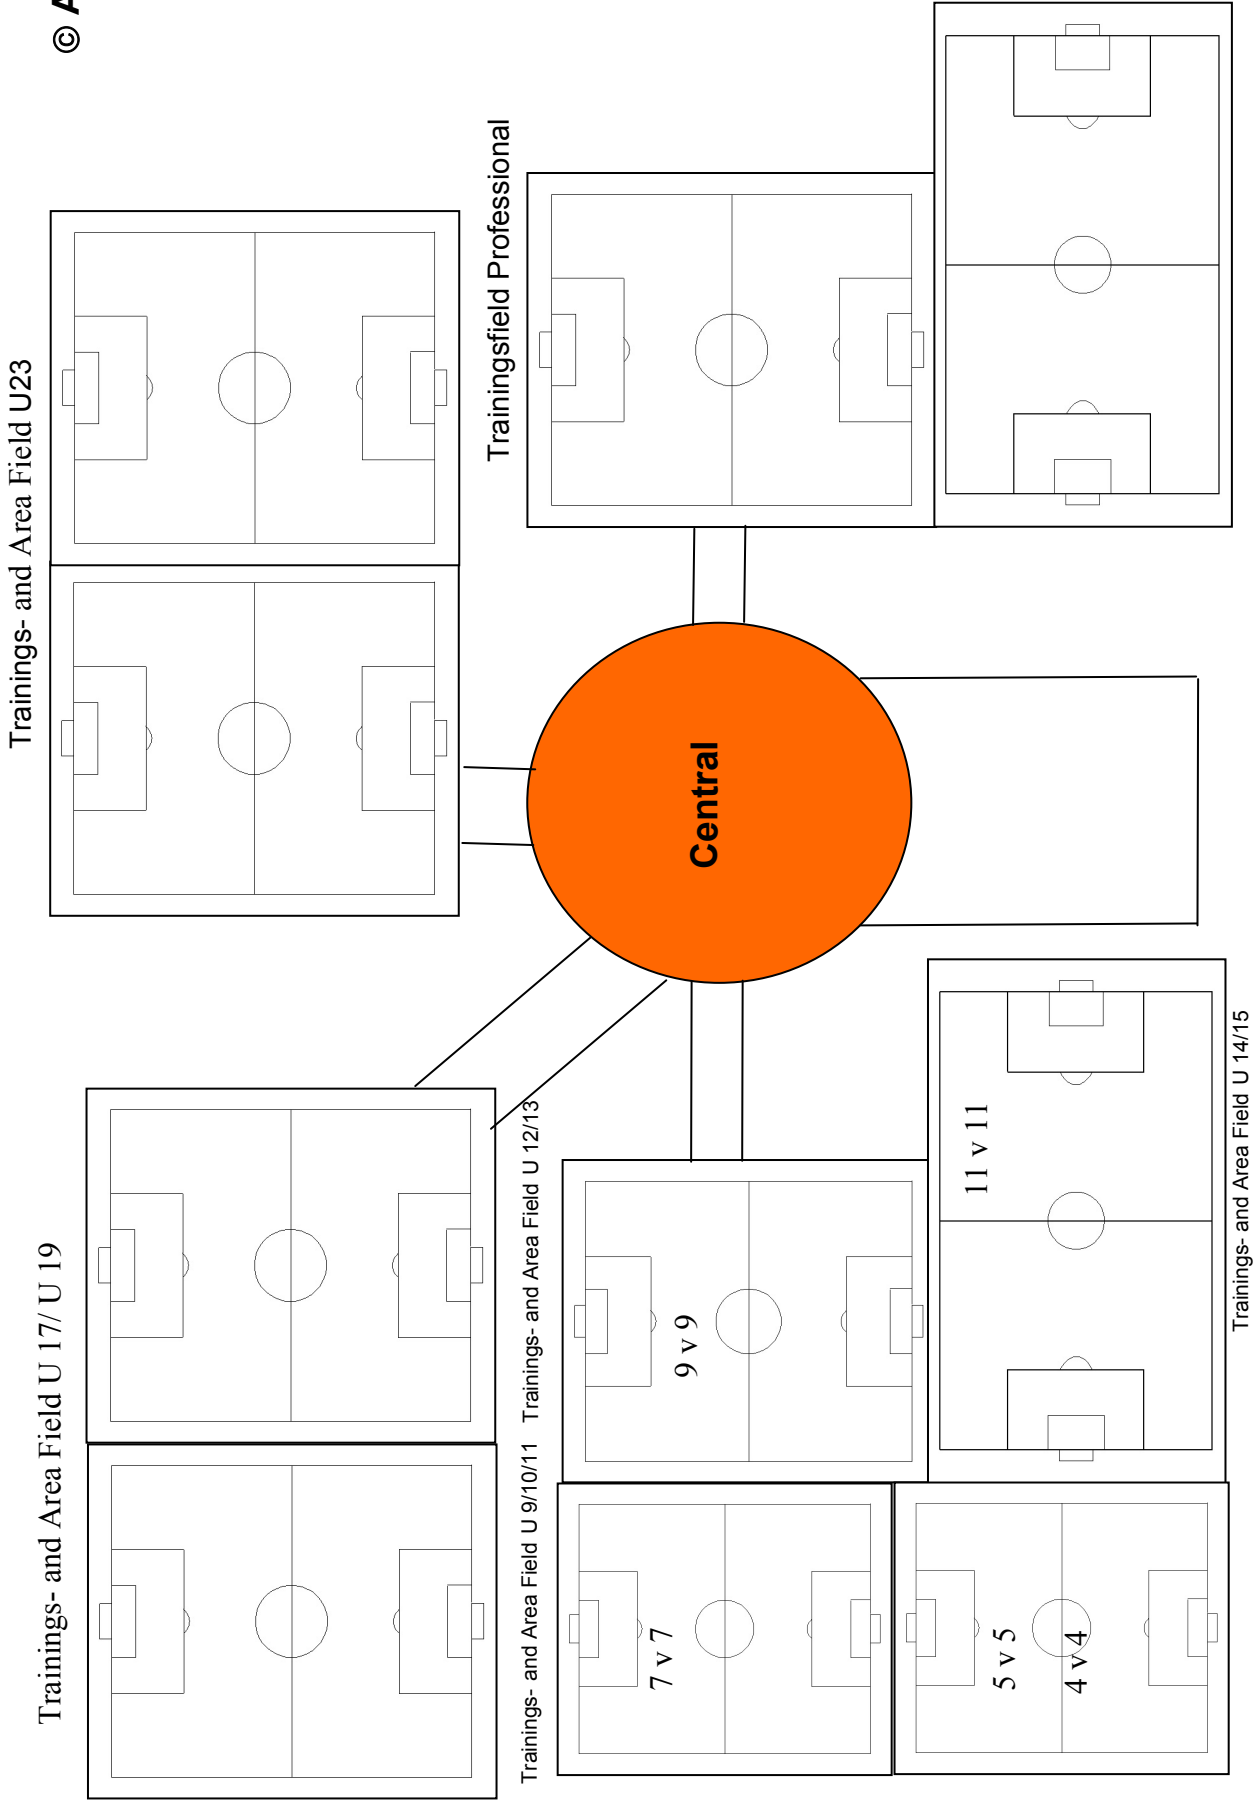 © A
Trainings- and Area Field U23
Trainingsfield Professional
Central
Trainings- and Area Field U 17/ U 19
Trainings- and Area Field U 9/10/11
Trainings- and Area Field U 12/13
9 v 9
7 v 7
11 v 11
5 v 5
4 v 4
Trainings- and Area Field U 14/15